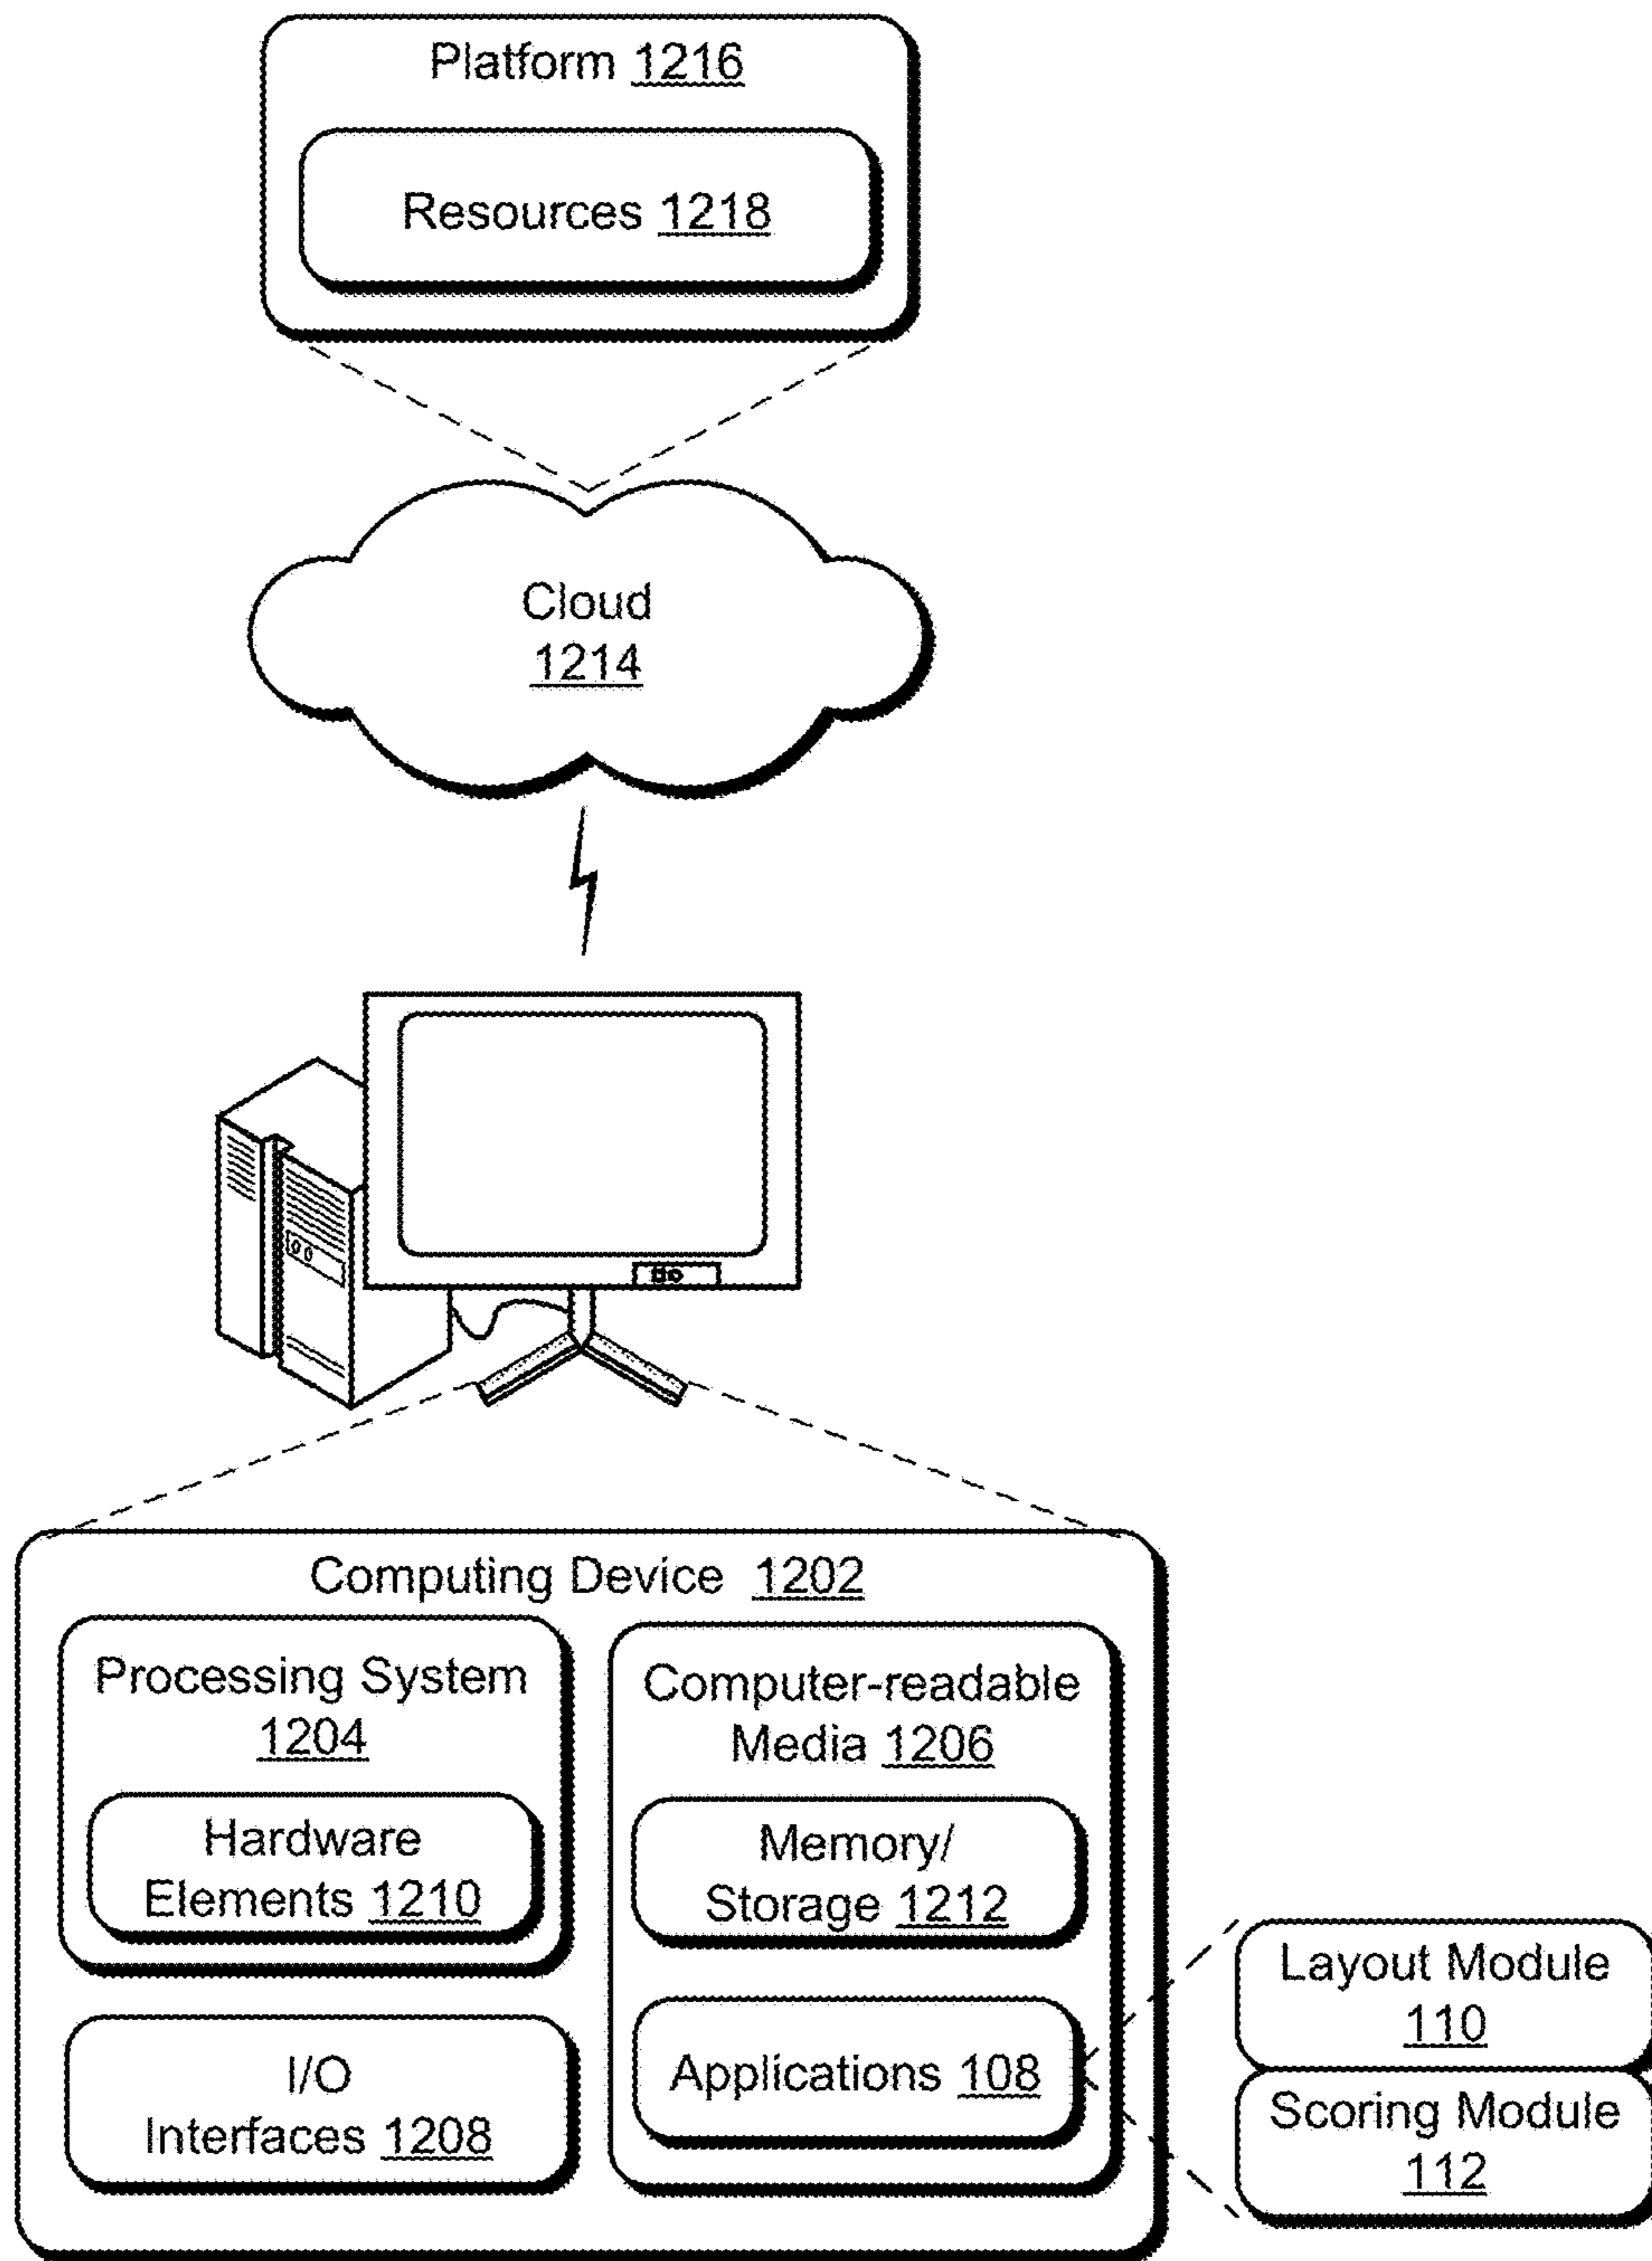 Platform 1216
Resources 1218
Cloud
1214
Computing Device 1202
Processing System
1204
Hardware
Elements 1210
I/O
Interfaces 1208
Computer-readable
Media 1206
Memory/
Storage 1212
Applications 108
Layout Module
110
Scoring Module
112